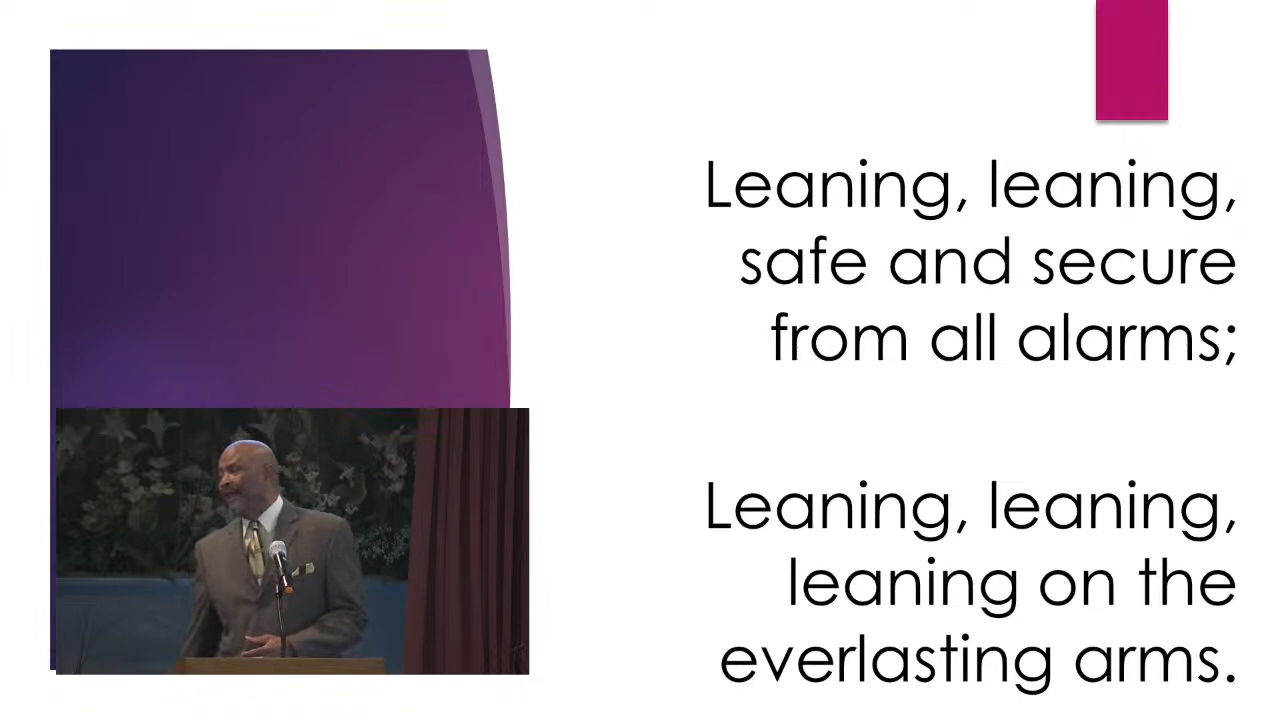 Leaning, leaning,
safe and secure
from all alarms;
Leaning, leaning,
leaning on the
everlasting arms.